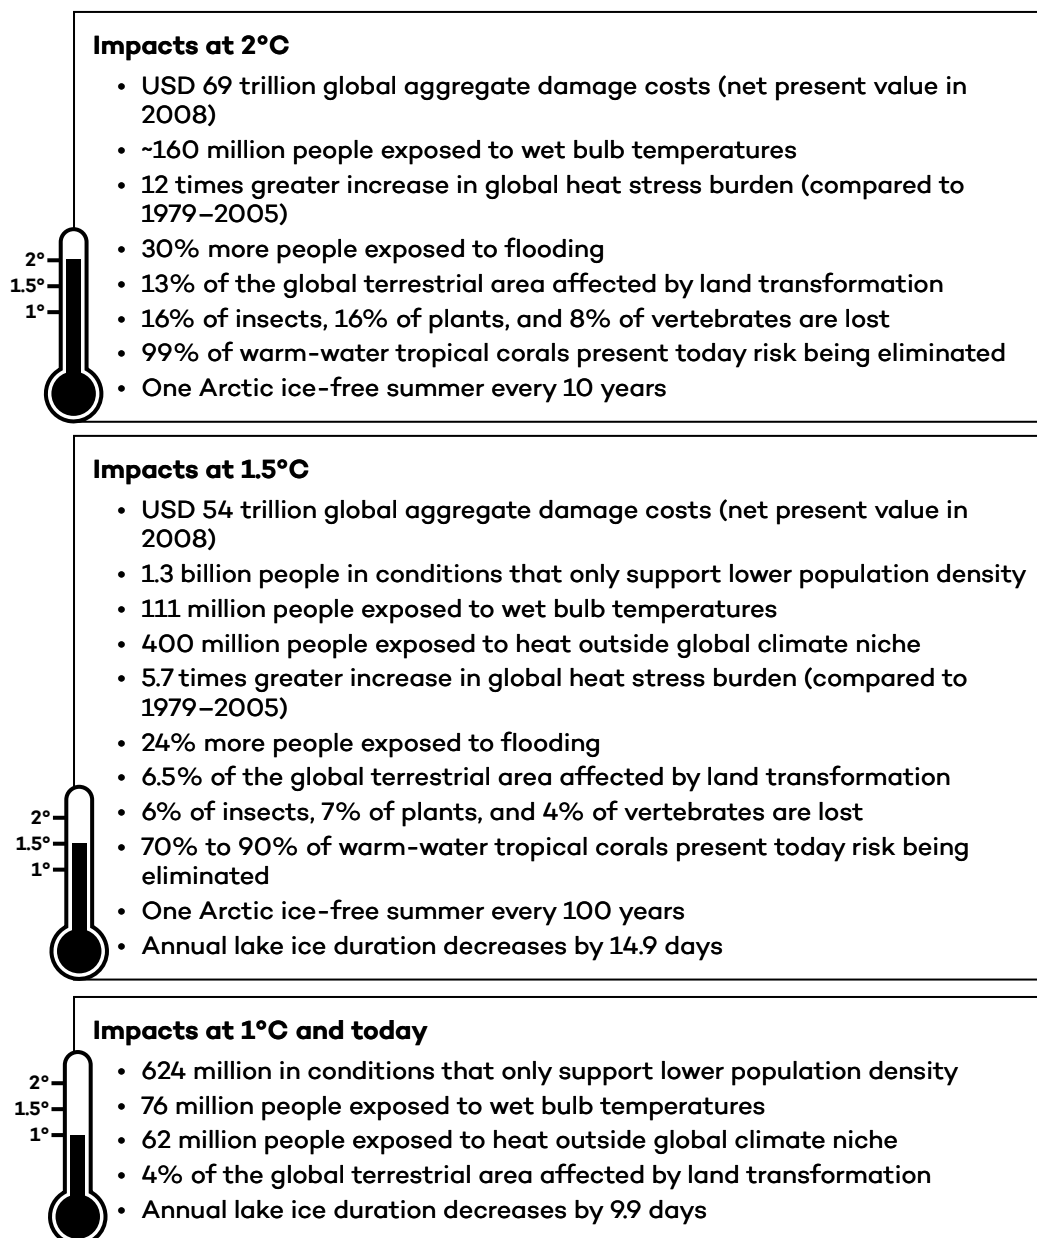 Impacts at 2°C
• USD 69 trillion global aggregate damage costs (net present value in
2008)
• ~160 million people exposed to wet bulb temperatures
• 12 times greater increase in global heat stress burden (compared to
1979–2005)
• 30% more people exposed to flooding
• 13% of the global terrestrial area affected by land transformation
• 16% of insects, 16% of plants, and 8% of vertebrates are lost
• 99% of warm-water tropical corals present today risk being eliminated
• One Arctic ice-free summer every 10 years
2°
1.5°
1°
Impacts at 1.5°C
• USD 54 trillion global aggregate damage costs (net present value in
2008)
• 1.3 billion people in conditions that only support lower population density
• 111 million people exposed to wet bulb temperatures
• 400 million people exposed to heat outside global climate niche
• 5.7 times greater increase in global heat stress burden (compared to
1979–2005)
• 24% more people exposed to flooding
• 6.5% of the global terrestrial area affected by land transformation
• 6% of insects, 7% of plants, and 4% of vertebrates are lost
• 70% to 90% of warm-water tropical corals present today risk being
eliminated
• One Arctic ice-free summer every 100 years
• Annual lake ice duration decreases by 14.9 days
2°
1.5°
1°
Impacts at 1°C and today
• 624 million in conditions that only support lower population density
• 76 million people exposed to wet bulb temperatures
• 62 million people exposed to heat outside global climate niche
• 4% of the global terrestrial area affected by land transformation
• Annual lake ice duration decreases by 9.9 days
2°
1.5°
1°